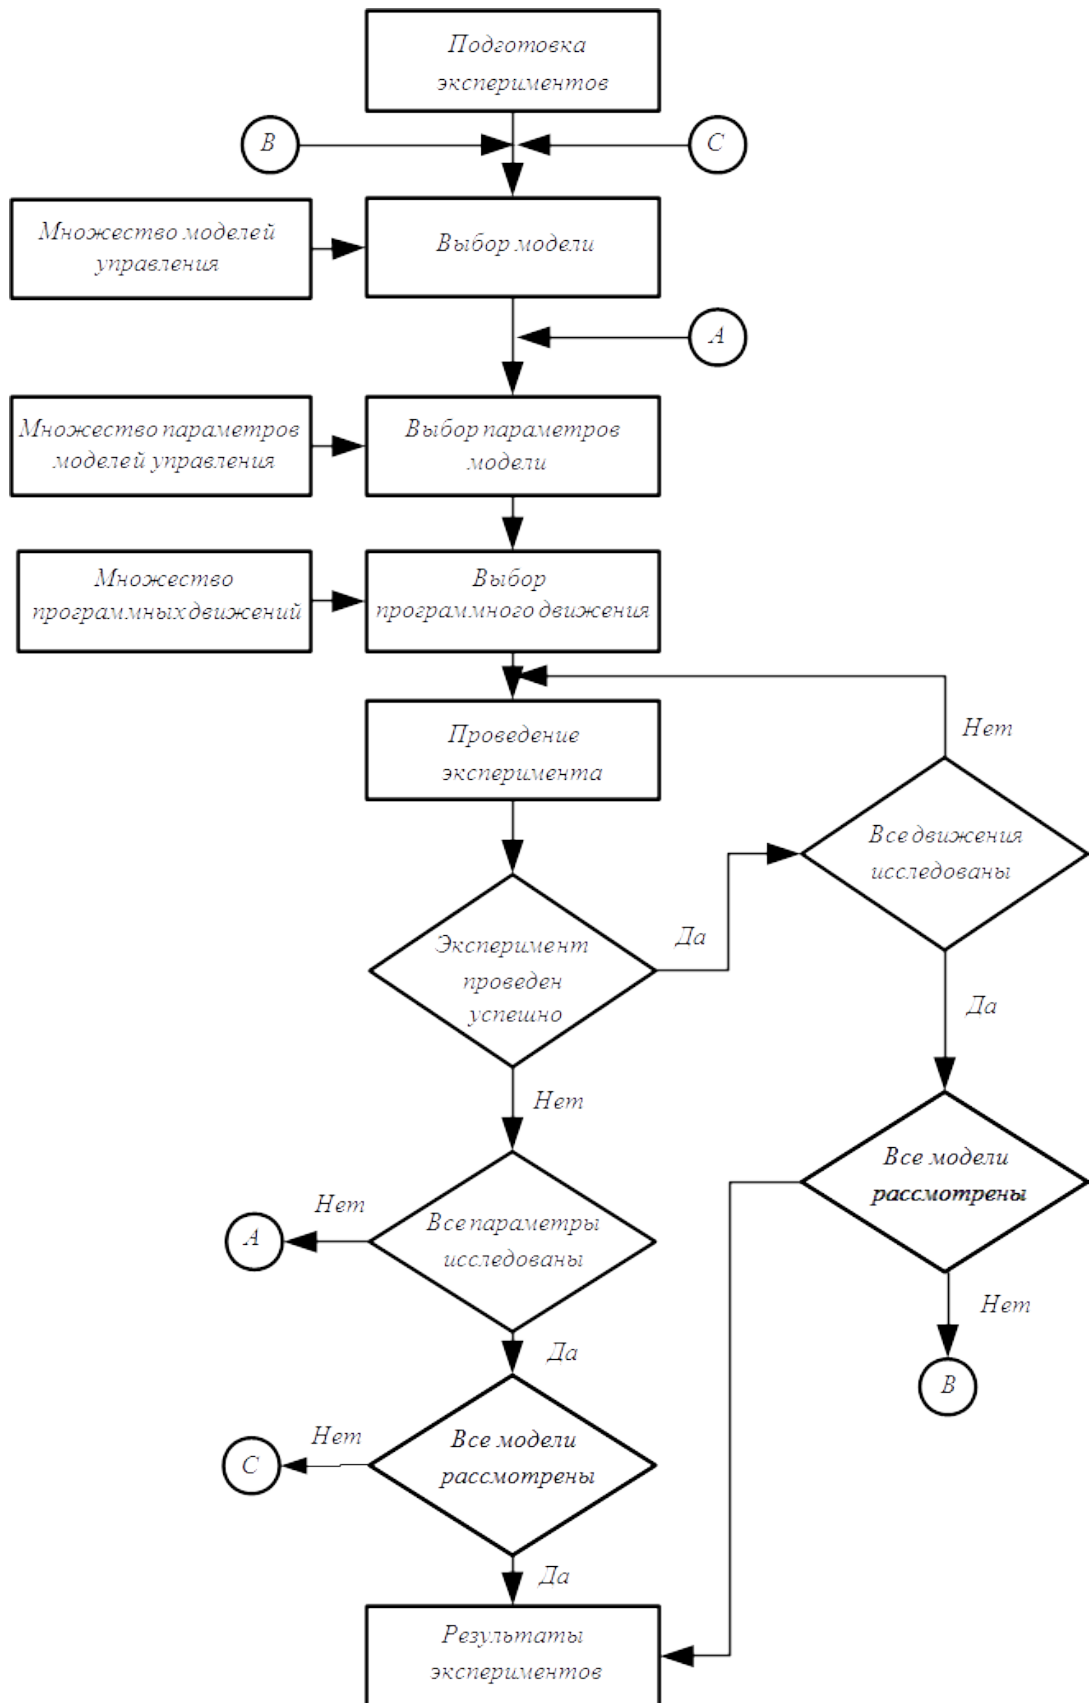 Подготовка
экспериментов
B
C
Множество моделей
управления
Выбор модели
A
Множество параметров
моделей управления
Выбор параметров
модели
Множество
программных движений
Выбор
программного движения
Нет
Проведение
эксперимента
Все движения
исследованы
Да
Эксперимент
проведен
успешно
Да
Нет
Все модели
рассмотрены
Нет
A
Все параметры
исследованы
Нет
Да
B
Нет
C
Все модели
рассмотрены
Да
Результаты
экспериментов